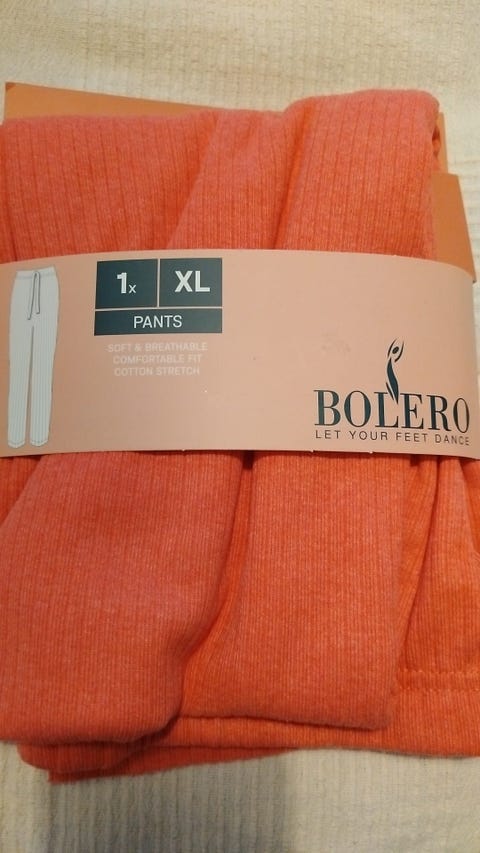 1x XL
PANTS
SOFT & BREATHABLE
COMFORTABLE FIT
COTTON STRETCH
BOLERO
LET YOUR FEET DANCE